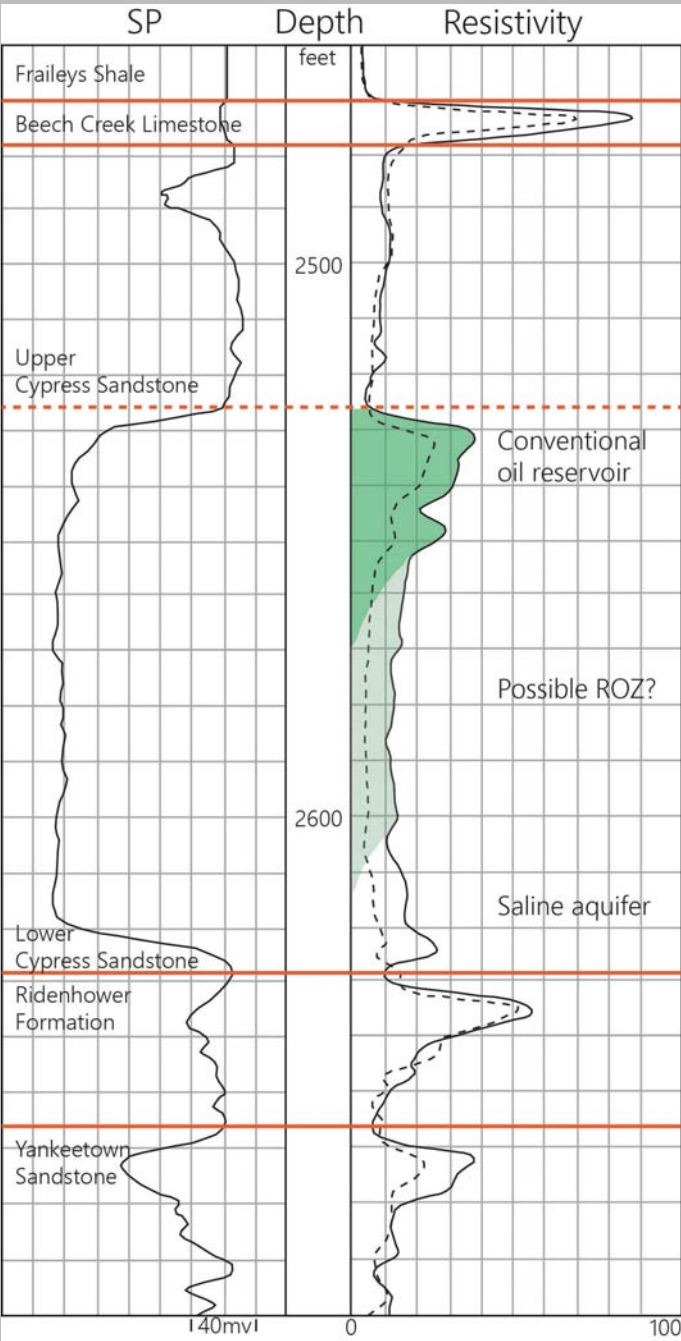 SP
Depth
Resistivity
feet
Fraileys Shale
Beech Creek Limestone
2500
Upper
Cypress Sandstone
Conventional
oil reservoir
Possible ROZ?
2600
Saline aquifer
Lower
Cypress Sandstone
Ridenhower
Formation
Yankeetown
Sandstone
40mv
0
100